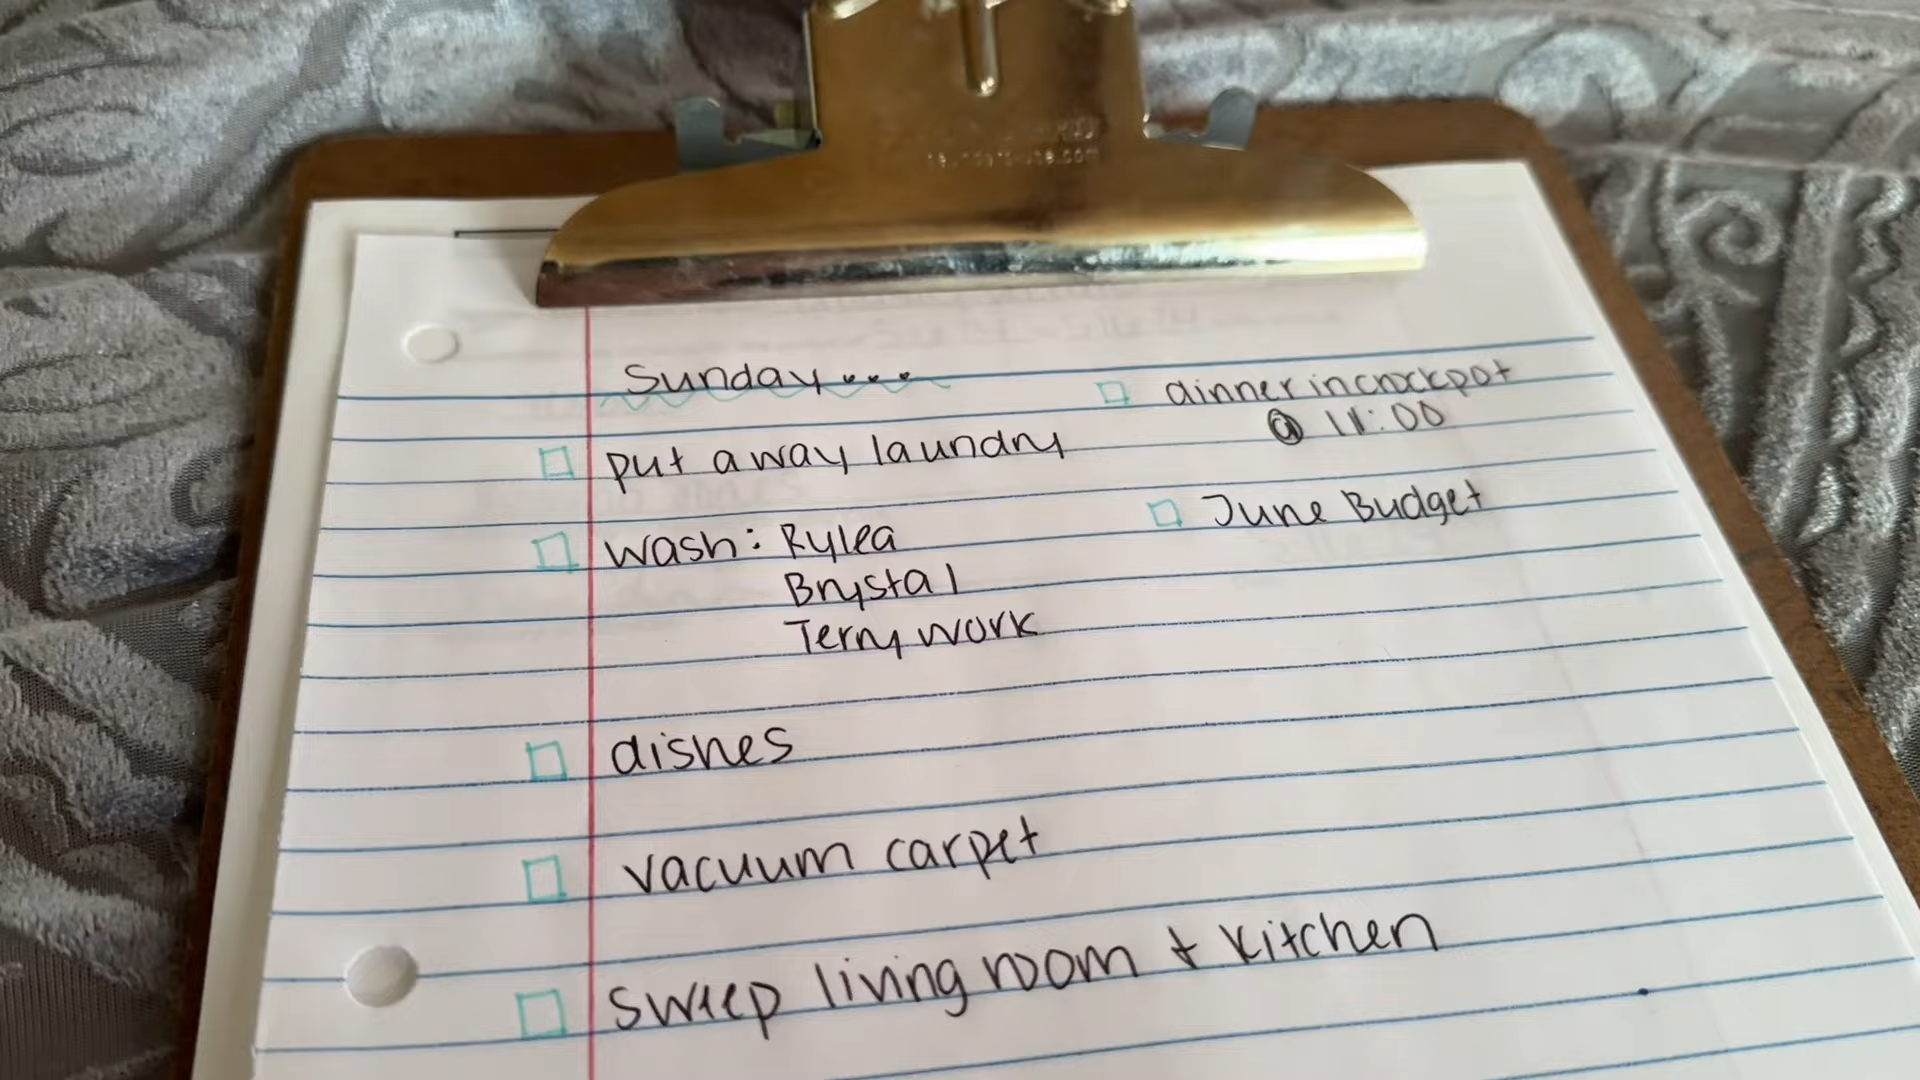 Sunday...
put away laundry
wash: Rylea
Brystal
Terry work
dishes
vacuum carpet
sweep living room + kitchen
dinner in crockpot
@ 11:00
June Budget